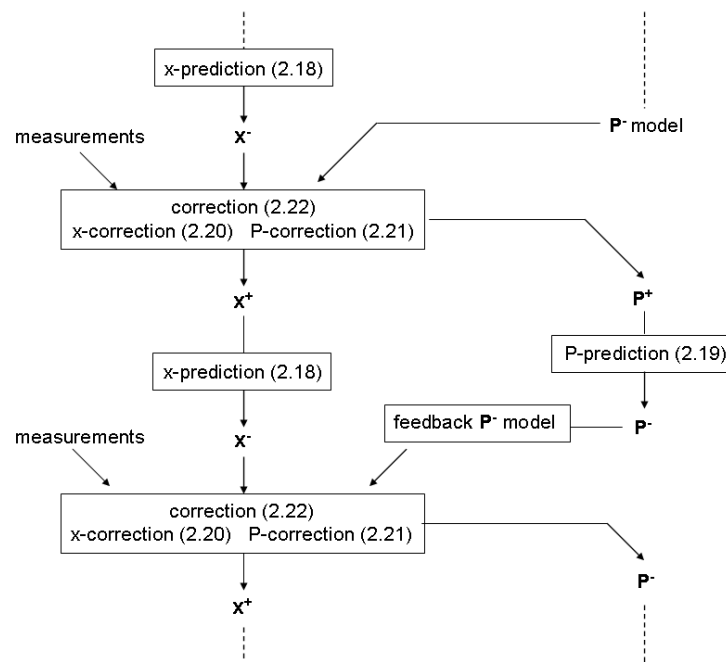 x-prediction (2.18)
measurements
x-
P- model
correction (2.22)
x-correction (2.20) P-correction (2.21)
x+
P+
x-prediction (2.18)
P-prediction (2.19)
measurements
x-
feedback P- model
P-
correction (2.22)
x-correction (2.20) P-correction (2.21)
x+
P-